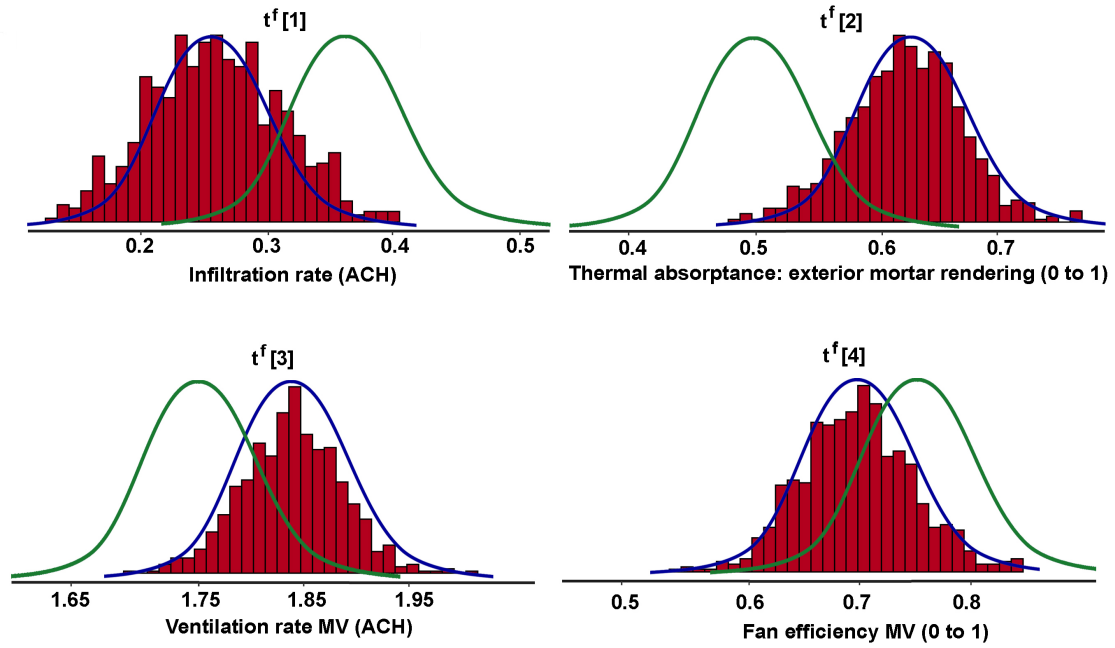 t^f [1]
0.2 0.3 0.4 0.5
Infiltration rate (ACH)
t^f [2]
0.4 0.5 0.6 0.7
Thermal absorptance: exterior mortar rendering (0 to 1)
t^f [3]
1.65 1.75 1.85 1.95
Ventilation rate MV (ACH)
t^f [4]
0.5 0.6 0.7 0.8
Fan efficiency MV (0 to 1)